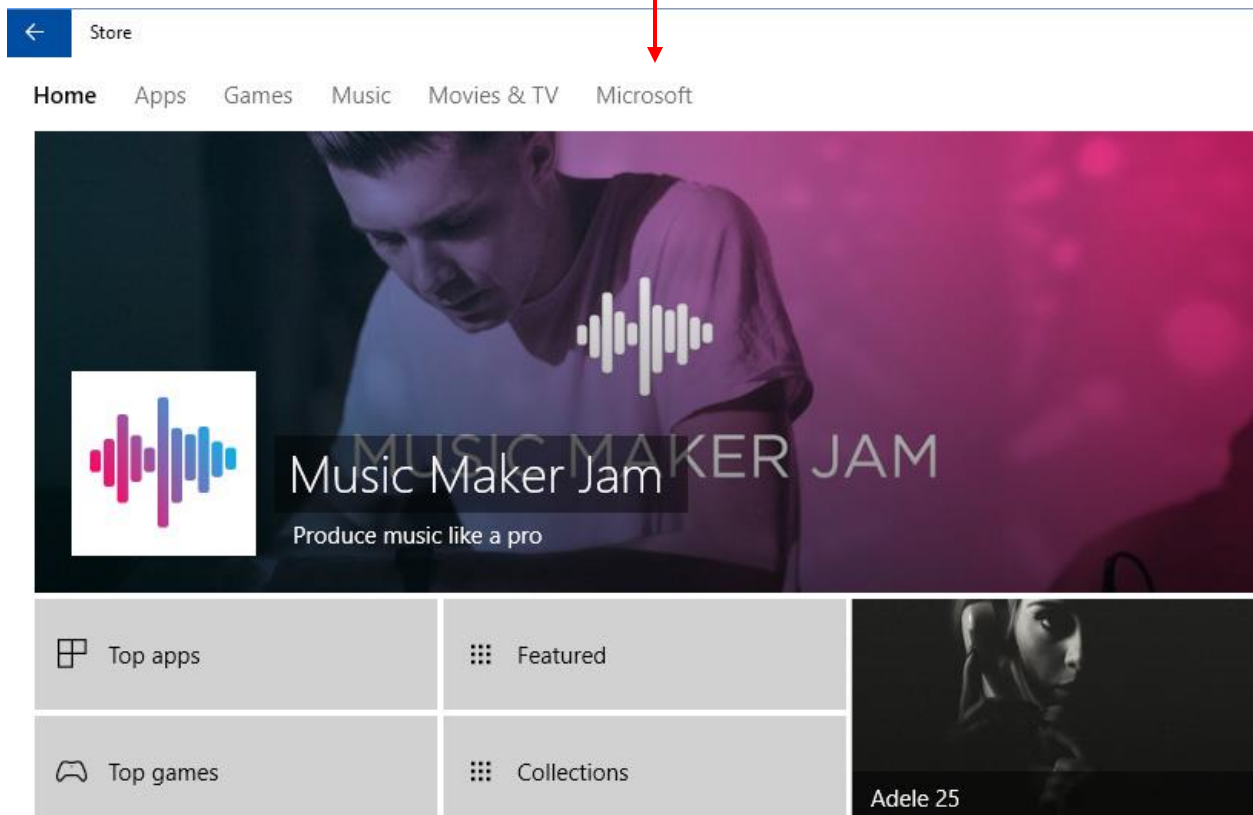 Store
Home Apps Games Music Movies & TV Microsoft
MUSIC MAKER JAM
Music Maker Jam
Produce music like a pro
Top apps
Featured
Top games
Collections
Adele 25